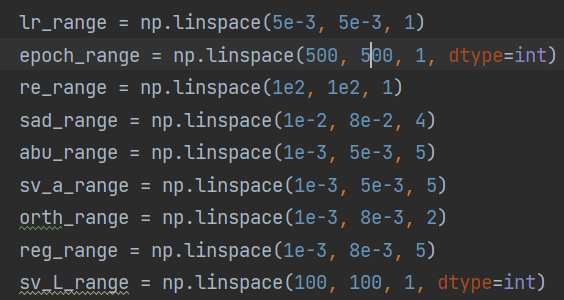 lr_range = np.linspace(5e-3, 5e-3, 1)
epoch_range = np.linspace(500, 500, 1, dtype=int)
re_range = np.linspace(1e2, 1e2, 1)
sad_range = np.linspace(1e-2, 8e-2, 4)
abu_range = np.linspace(1e-3, 5e-3, 5)
sv_a_range = np.linspace(1e-3, 5e-3, 5)
orth_range = np.linspace(1e-3, 8e-3, 2)
reg_range = np.linspace(1e-3, 8e-3, 5)
sv_L_range = np.linspace(100, 100, 1, dtype=int)